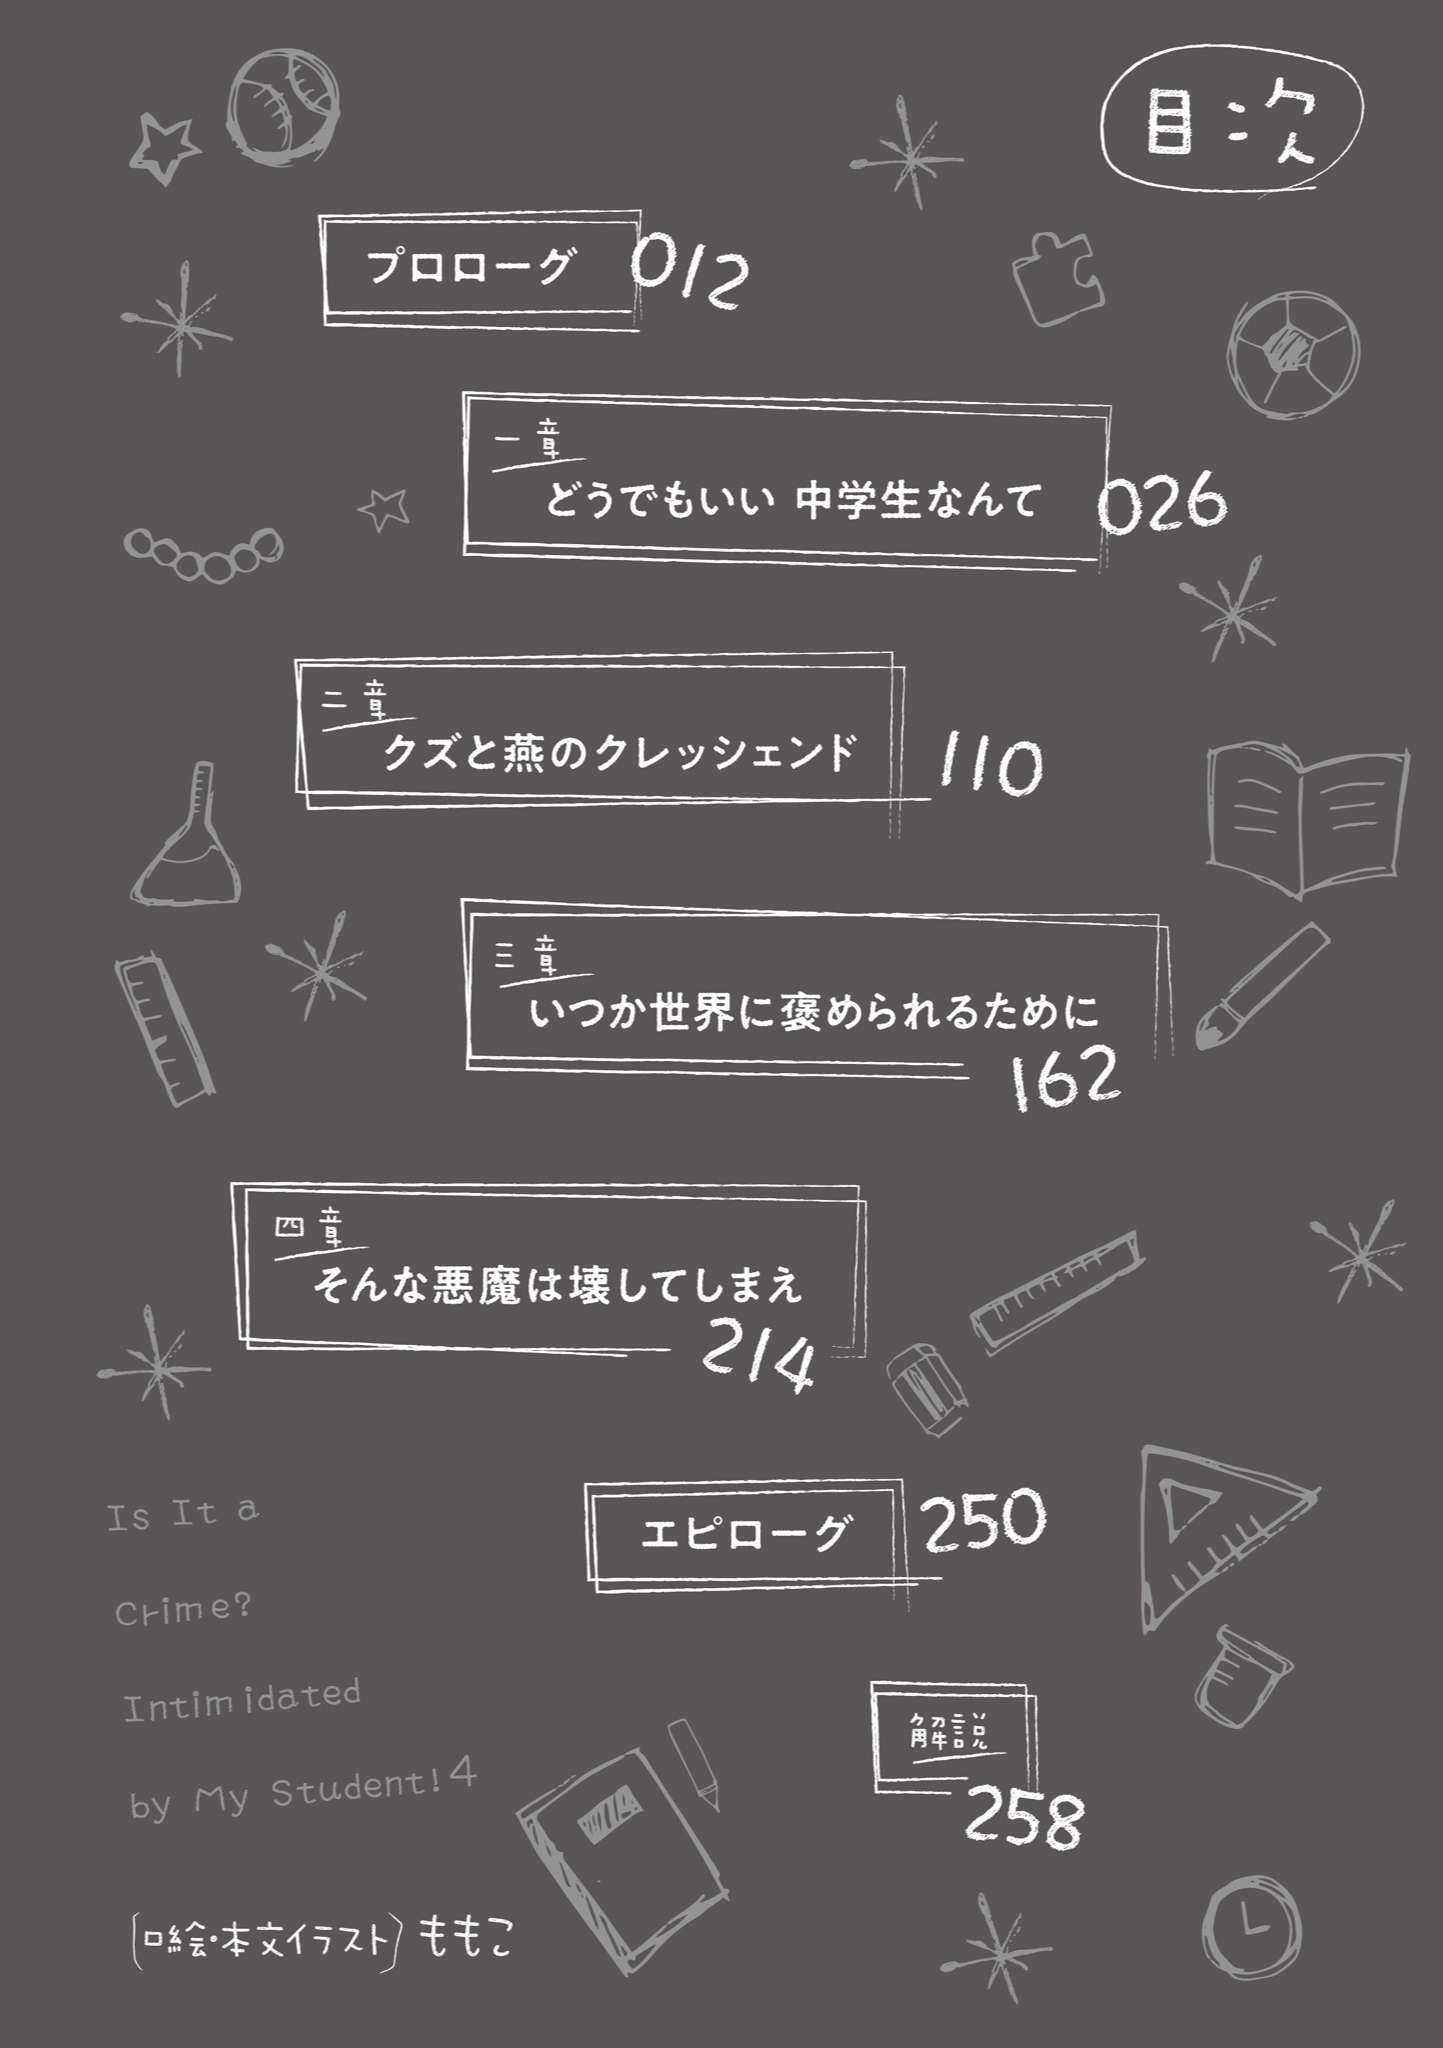 目次
プロローグ 012
一章
どうでもいい 中学生なんて 026
二章
クズと燕のクレッシェンド 110
三章
いつか世界に褒められるために
162
四章
そんな悪魔は壊してしまえ
214
エピローグ 250
解説
258
Is It a
Crime?
Intimidated
by My Student!4
［口絵・本文イラスト］ももこ